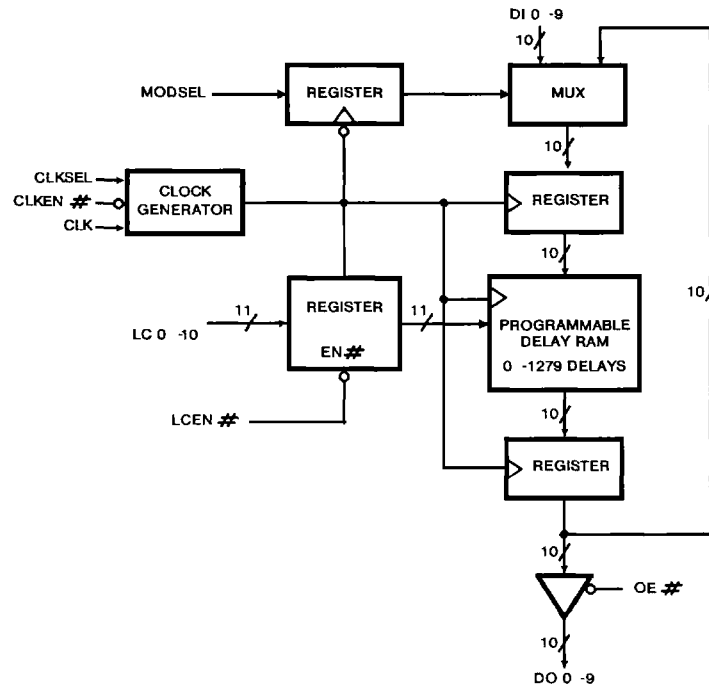 DI 0 -9
10
MODSEL
REGISTER
MUX
10
CLKSEL
CLKEN #
CLK
CLOCK
GENERATOR
REGISTER
10
LC 0 -10
11
REGISTER
EN #
11
PROGRAMMABLE
DELAY RAM
0 -1279 DELAYS
10
LCEN #
10
REGISTER
10
OE #
10
DO 0 -9